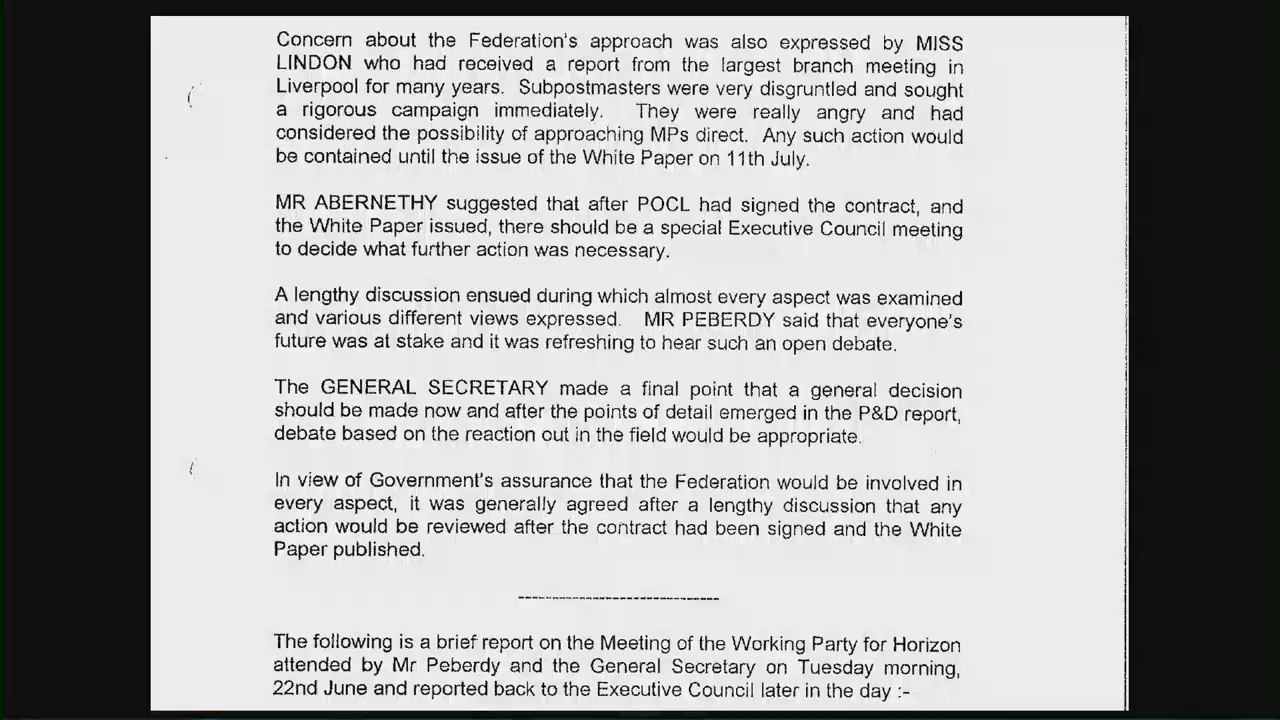 Concern about the Federation's approach was also expressed by MISS
LINDON who had received a report from the largest branch meeting in
Liverpool for many years. Subpostmasters were very disgruntled and sought
a rigorous campaign immediately. They were really angry and had
considered the possibility of approaching MPs direct. Any such action would
be contained until the issue of the White Paper on 11th July.
MR ABERNETHY suggested that after POCL had signed the contract, and
the White Paper issued, there should be a special Executive Council meeting
to decide what further action was necessary.
A lengthy discussion ensued during which almost every aspect was examined
and various different views expressed. MR PEBERDY said that everyone's
future was at stake and it was refreshing to hear such an open debate.
The GENERAL SECRETARY made a final point that a general decision
should be made now and after the points of detail emerged in the P&D report,
debate based on the reaction out in the field would be appropriate.
In view of Government's assurance that the Federation would be involved in
every aspect, it was generally agreed after a lengthy discussion that any
action would be reviewed after the contract had been signed and the White
Paper published.
----------------------------
The following is a brief report on the Meeting of the Working Party for Horizon
attended by Mr Peberdy and the General Secretary on Tuesday morning,
22nd June and reported back to the Executive Council later in the day :-